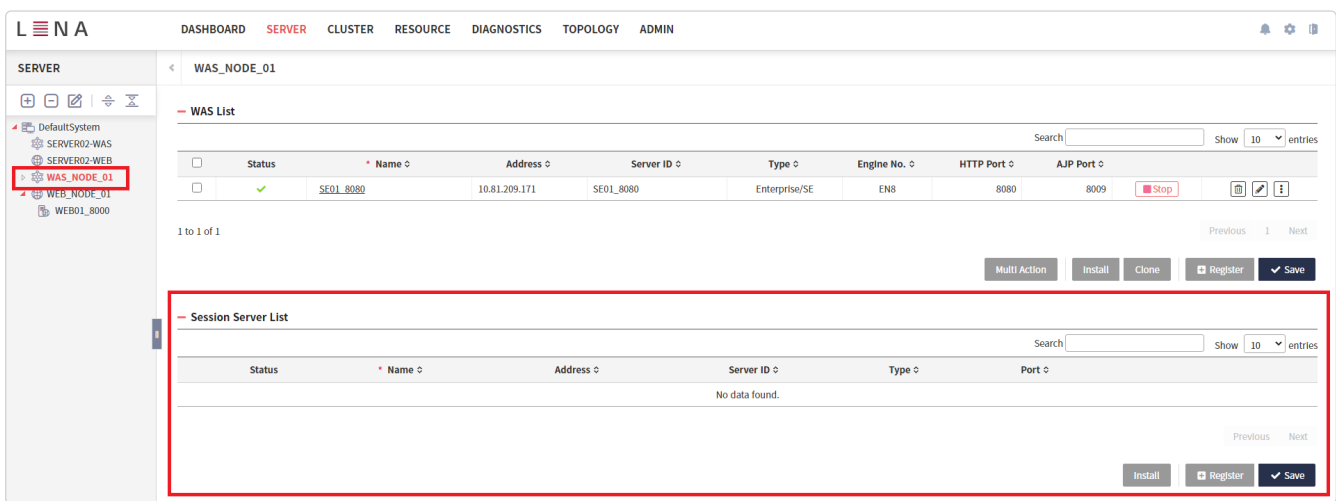 LENA
DASHBOARD SERVER CLUSTER RESOURCE DIAGNOSTICS TOPOLOGY ADMIN
SERVER
WAS_NODE_01
DefaultSystem
SERVER02-WAS
SERVER02-WEB
WAS_NODE_01
WEB_NODE_01
WEB01_8000
WAS List
Search Show 10 entries
Status * Name Address Server ID Type Engine No. HTTP Port AJP Port
SE01_8080 10.81.209.171 SE01_8080 Enterprise/SE EN8 8080 8009 Stop
1 to 1 of 1
Previous 1 Next
Multi Action Install Clone Register Save
Session Server List
Search Show 10 entries
Status * Name Address Server ID Type Port
No data found.
Previous Next
Install Register Save